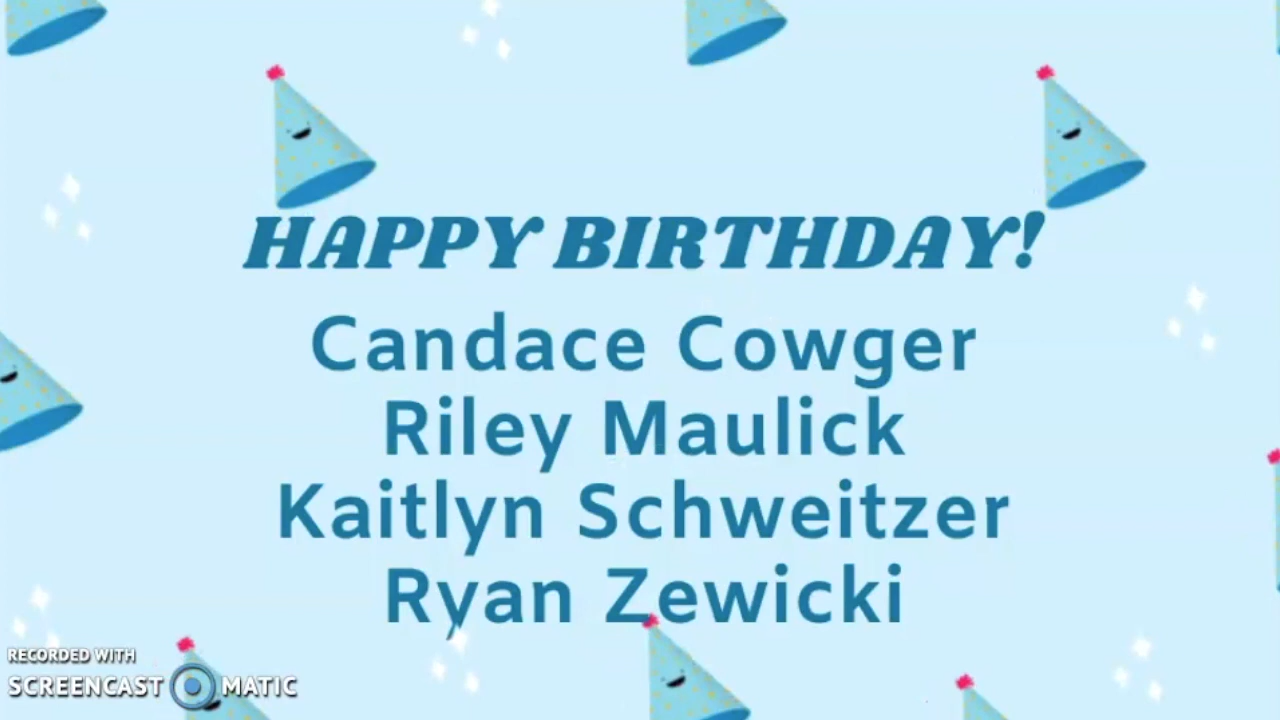 HAPPY BIRTHDAY!
Candace Cowger
Riley Maulick
Kaitlyn Schweitzer
Ryan Zewicki
RECORDED WITH
SCREENCAST MATIC